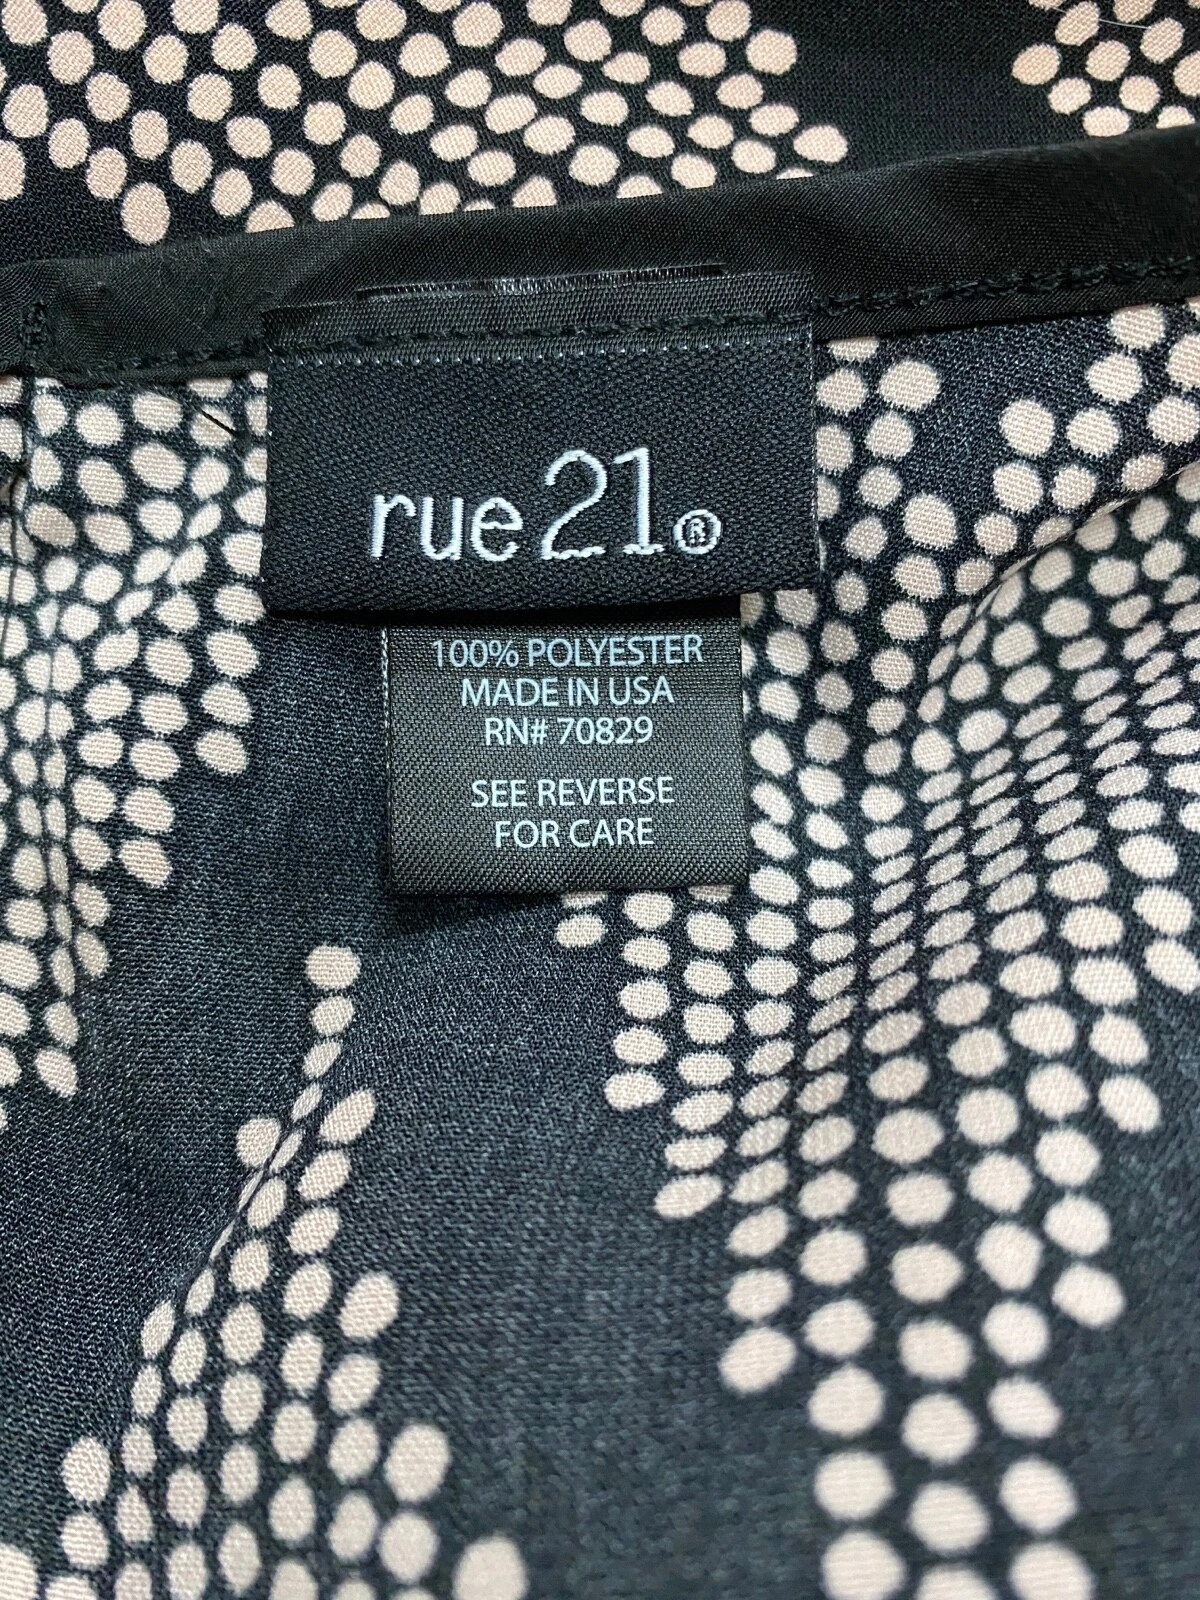 rue21®
100% POLYESTER
MADE IN USA
RN# 70829
SEE REVERSE
FOR CARE